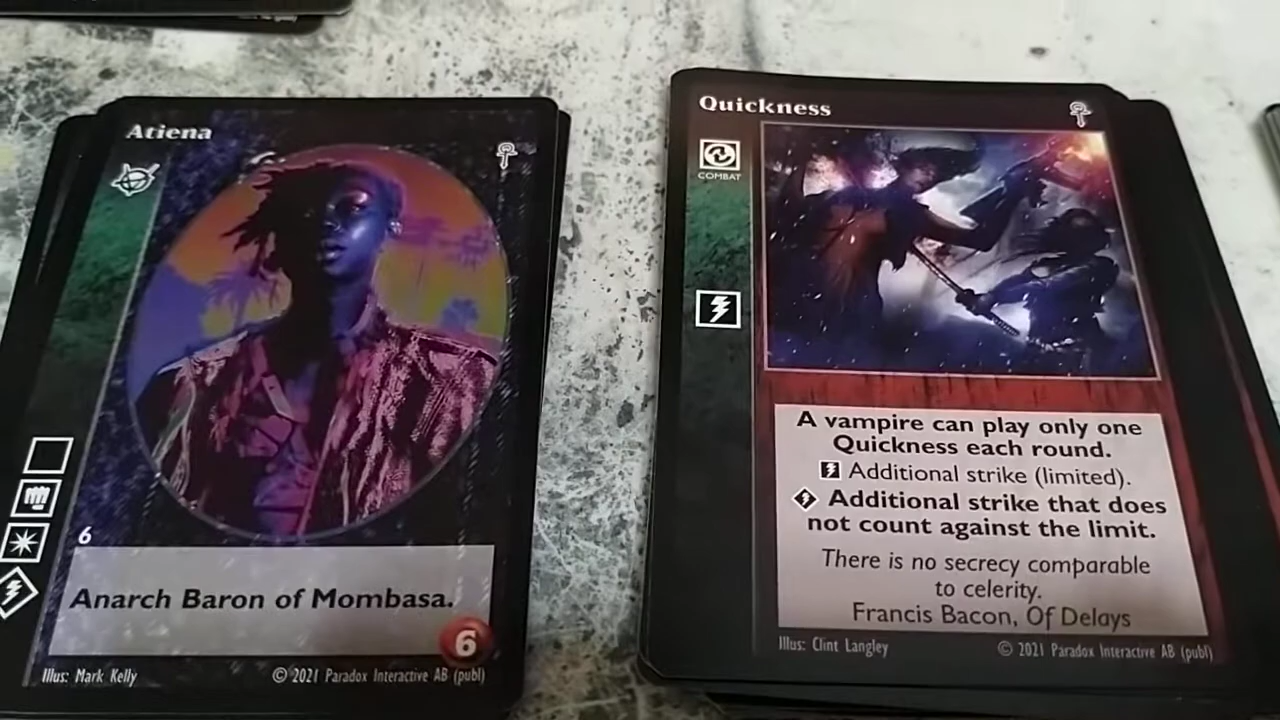 Atiena
6
Anarch Baron of Mombasa.
6
Illus: Mark Kelly
© 2021 Paradox Interactive AB (publ)
Quickness
COMBAT
A vampire can play only one
Quickness each round.
Additional strike (limited).
Additional strike that does
not count against the limit.
There is no secrecy comparable
to celerity.
Francis Bacon, Of Delays
Illus: Clint Langley
© 2021 Paradox Interactive AB (publ)